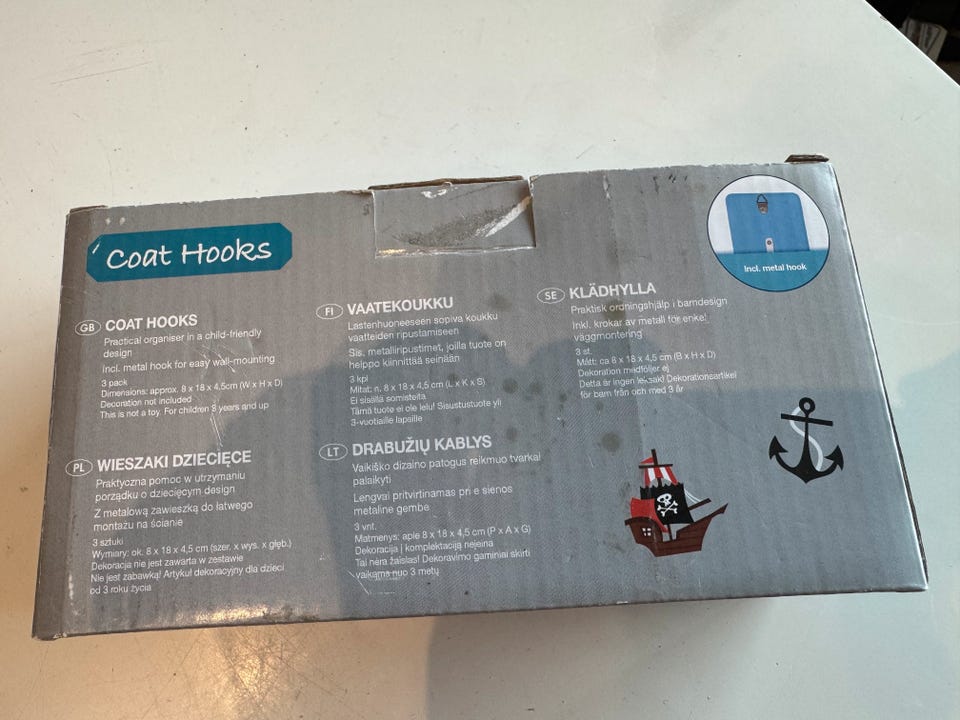 Coat Hooks
GB COAT HOOKS
Practical organiser in a child-friendly
design
Incl. metal hook for easy wall-mounting
3 pack
Dimensions: approx. 8 x 18 x 4,5cm (W x H x D)
Decoration not included
This is not a toy. For children 3 years and up
PL WIESZAKI DZIECIĘCE
Praktyczna pomoc w utrzymaniu
porządku o dziecięcym design
Z metalową zawieszką do łatwego
montażu na ścianie
3 sztuki
Wymiary: ok. 8 x 18 x 4,5 cm (szer. x wys. x głęb.)
Dekoracja nie jest zawarta w zestawie
Nie jest zabawką! Artykuł dekoracyjny dla dzieci
od 3 roku życia
FI VAATEKOUKKU
Lastenhuoneeseen sopiva koukku
vaatteiden ripustamiseen
Sis. metalliripustimet, joilla tuote on
helppo kiinnittää seinään
3 kpl
Mitat: n. 8 x 18 x 4,5 cm (L x K x S)
Ei sisällä somisteita
Tämä tuote ei ole lelu! Sisustustuote yli
3-vuotiaille lapsille
LT DRABUŽIŲ KABLYS
Vaikiško dizaino patogus reikmuo tvarkai
palaikyti
Lengvai pritvirtinamas pri e sienos
metaline gembe
3 vnt.
Matmenys: apie 8 x 18 x 4,5 cm (P x A x G)
Dekoracija į komplektaciją neįeina
Tai nėra žaislas! Dekoravimo gaminiai skirti
vaikams nuo 3 metų
SE KLÄDHYLLA
Praktisk ordningshjälp i barndesign
Inkl. krokar av metall för enkel
väggmontering
3 st.
Mått: ca 8 x 18 x 4,5 cm (B x H x D)
Dekoration medföljer ej
Detta är ingen leksak! Dekorationsartikel
för barn från och med 3 år
Incl. metal hook